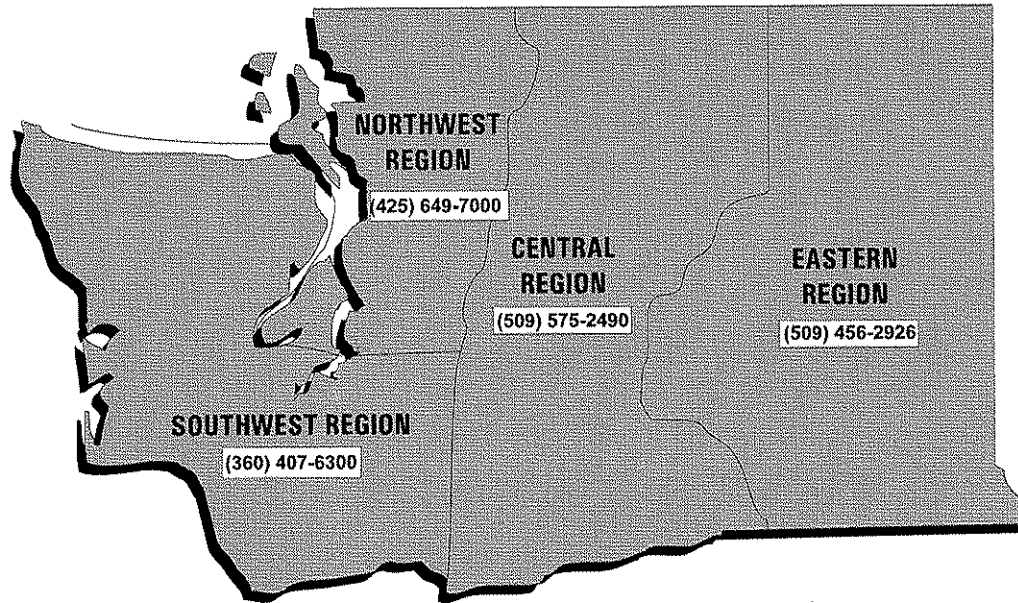 NORTHWEST
REGION
(425) 649-7000
CENTRAL
REGION
(509) 575-2490
EASTERN
REGION
(509) 456-2926
SOUTHWEST REGION
(360) 407-6300